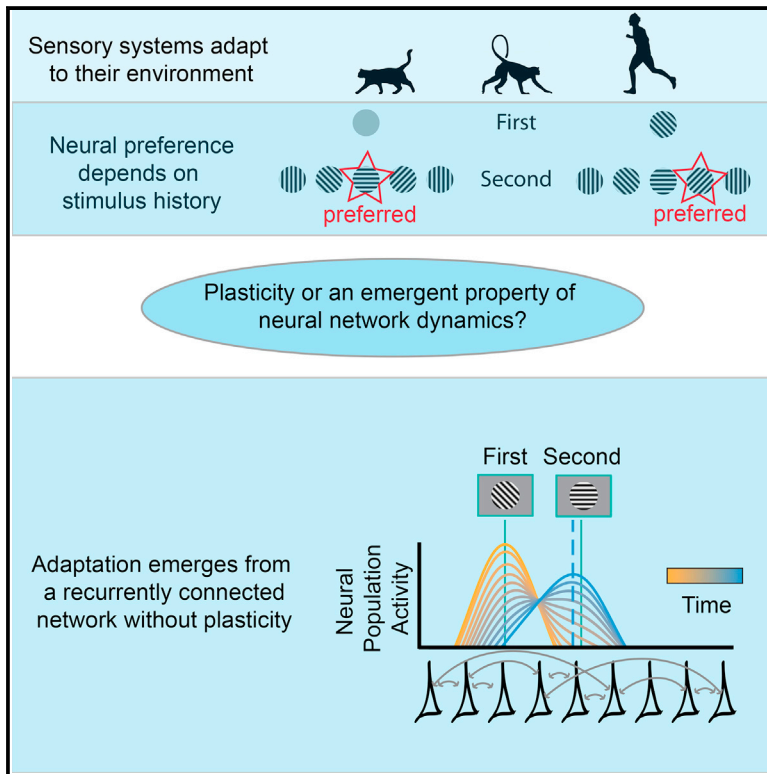 Sensory systems adapt
to their environment
Neural preference
depends on
stimulus history
First
Second
preferred
preferred
Plasticity or an emergent property of
neural network dynamics?
Adaptation emerges from
a recurrently connected
network without plasticity
First Second
Neural
Population
Activity
Time